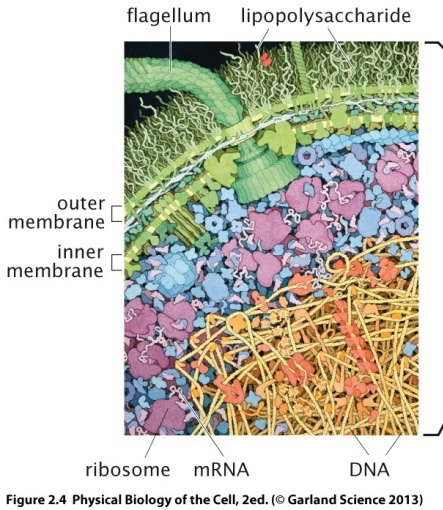 flagellum
lipopolysaccharide
outer
membrane
inner
membrane
ribosome
mRNA
DNA
Figure 2.4 Physical Biology of the Cell, 2ed. (© Garland Science 2013)